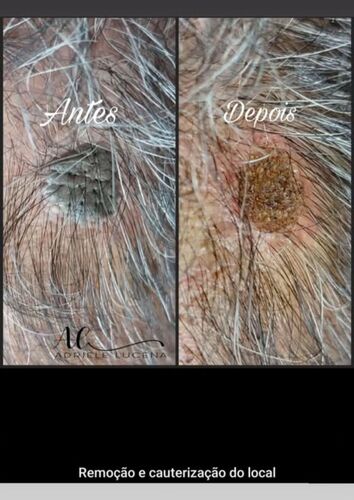 Antes
Depois
AC
ADRIELE LUCENA
Remoção e cauterização do local